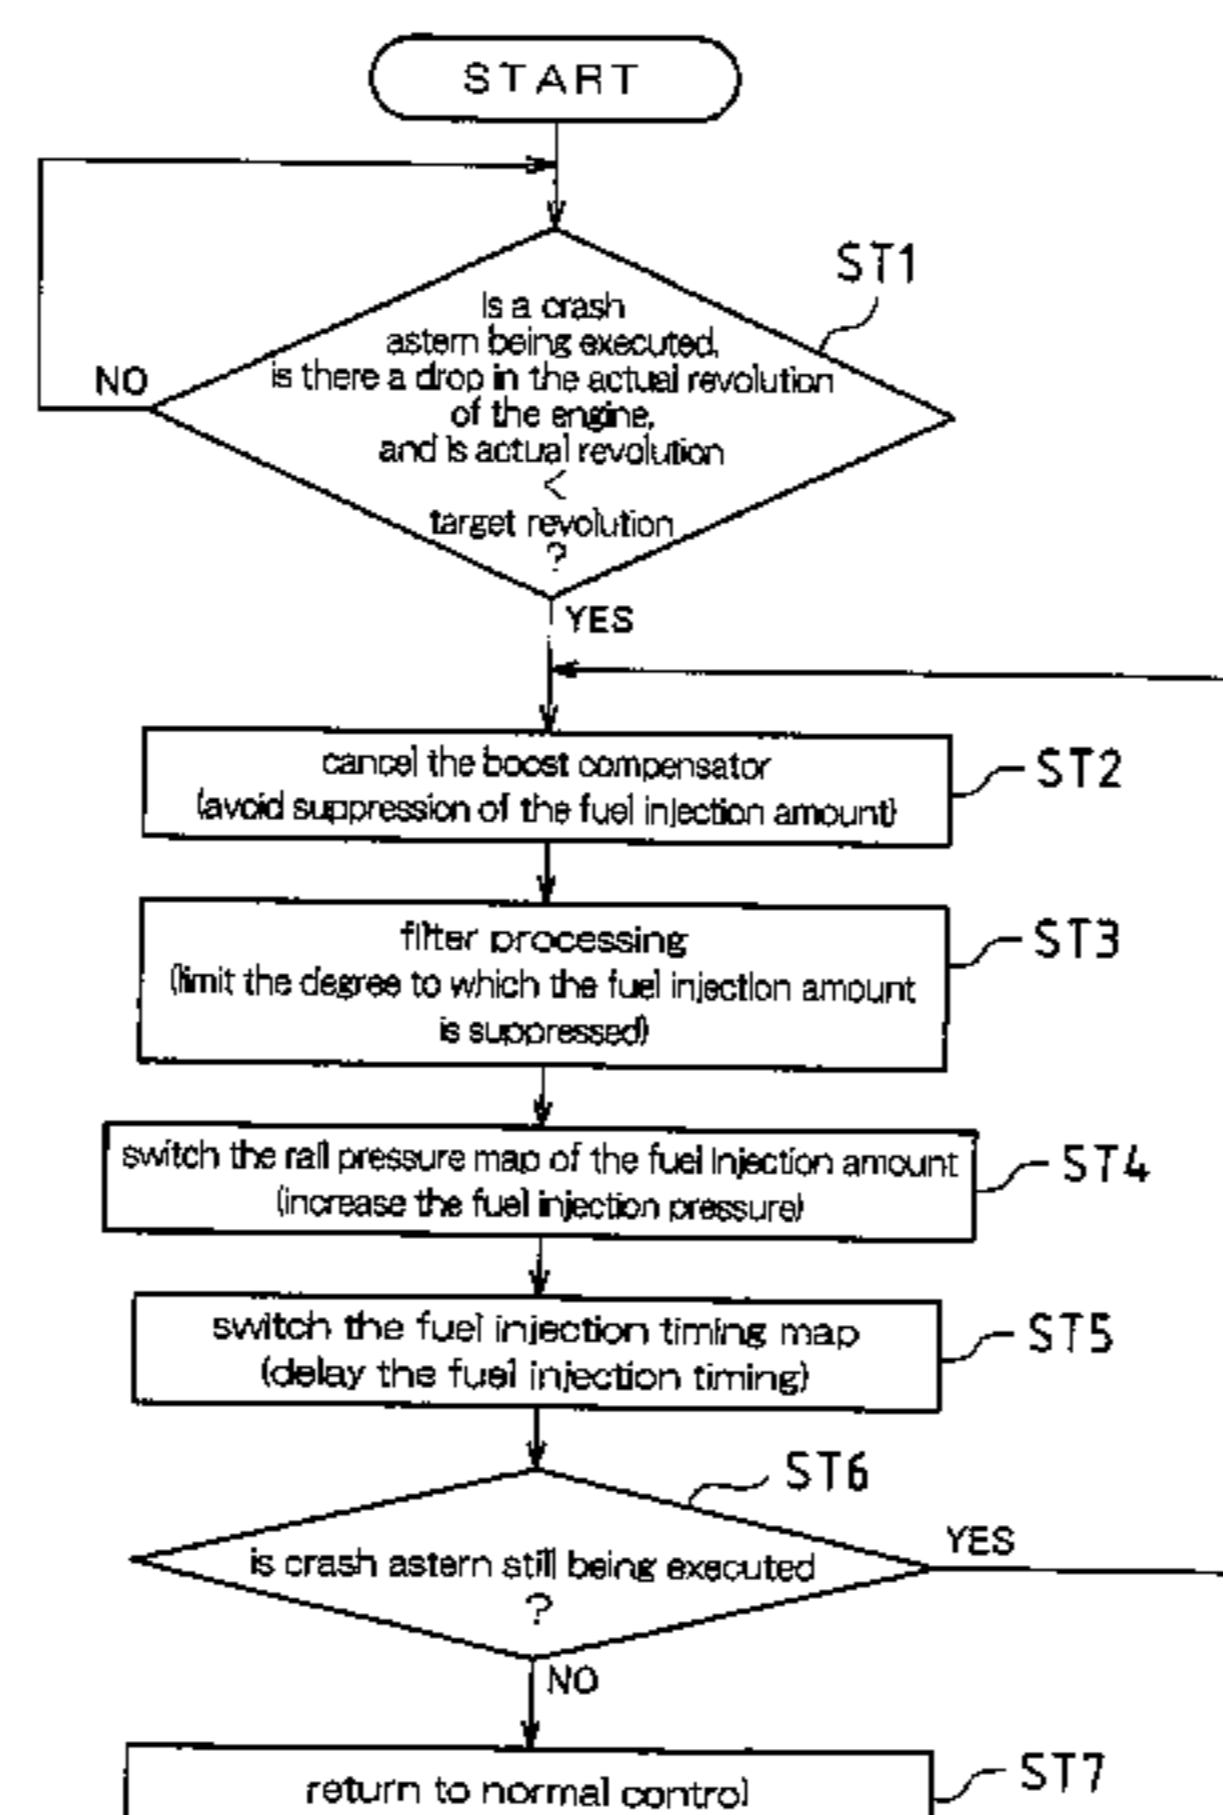 START
ST1
Is a crash
astern being executed,
is there a drop in the actual revolution
of the engine,
and is actual revolution
<
target revolution
?
NO
YES
cancel the boost compensator
(avoid suppression of the fuel injection amount)
ST2
filter processing
(limit the degree to which the fuel injection amount
is suppressed)
ST3
switch the rail pressure map of the fuel injection amount
(increase the fuel injection pressure)
ST4
switch the fuel injection timing map
(delay the fuel injection timing)
ST5
ST6
is crash astern still being executed
?
YES
NO
return to normal control
ST7